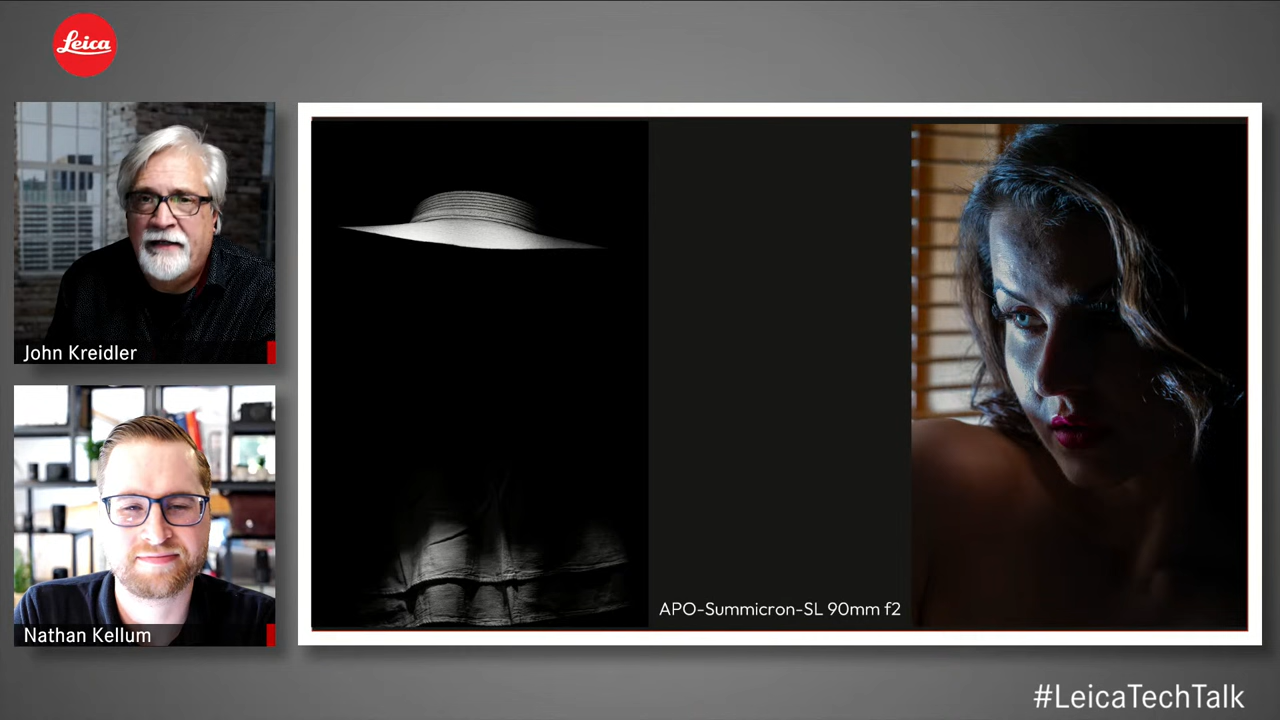 Leica
John Kreidler
Nathan Kellum
APO-Summicron-SL 90mm f2
#LeicaTechTalk